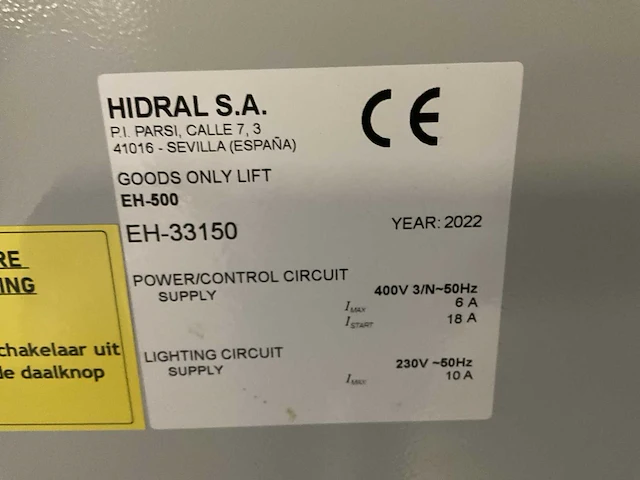 HIDRAL S.A.
P.I. PARSI, CALLE 7, 3
41016 - SEVILLA (ESPAÑA)
CE
GOODS ONLY LIFT
EH-500
EH-33150
YEAR: 2022
POWER/CONTROL CIRCUIT
SUPPLY
400V 3/N~50Hz
IMAX 6 A
ISTART 18 A
LIGHTING CIRCUIT
SUPPLY
230V ~50Hz
IMAX 10 A
RE
NG
chakelaar uit
de daalknop